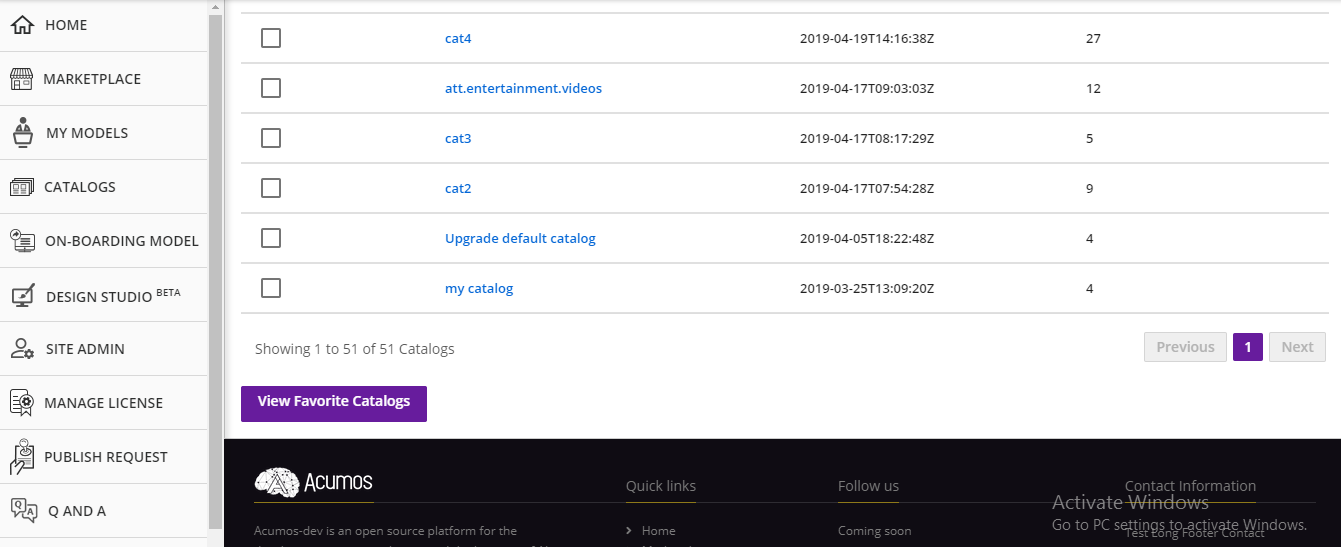 HOME
MARKETPLACE
MY MODELS
CATALOGS
ON-BOARDING MODEL
DESIGN STUDIO BETA
SITE ADMIN
MANAGE LICENSE
PUBLISH REQUEST
Q AND A
cat4 2019-04-19T14:16:38Z 27
att.entertainment.videos 2019-04-17T09:03:03Z 12
cat3 2019-04-17T08:17:29Z 5
cat2 2019-04-17T07:54:28Z 9
Upgrade default catalog 2019-04-05T18:22:48Z 4
my catalog 2019-03-25T13:09:20Z 4
Showing 1 to 51 of 51 Catalogs
Previous 1 Next
View Favorite Catalogs
Acumos
Acumos-dev is an open source platform for the
Quick links
Home
Follow us
Coming soon
Contact Information
Test Long Footer Contact
Activate Windows
Go to PC settings to activate Windows.